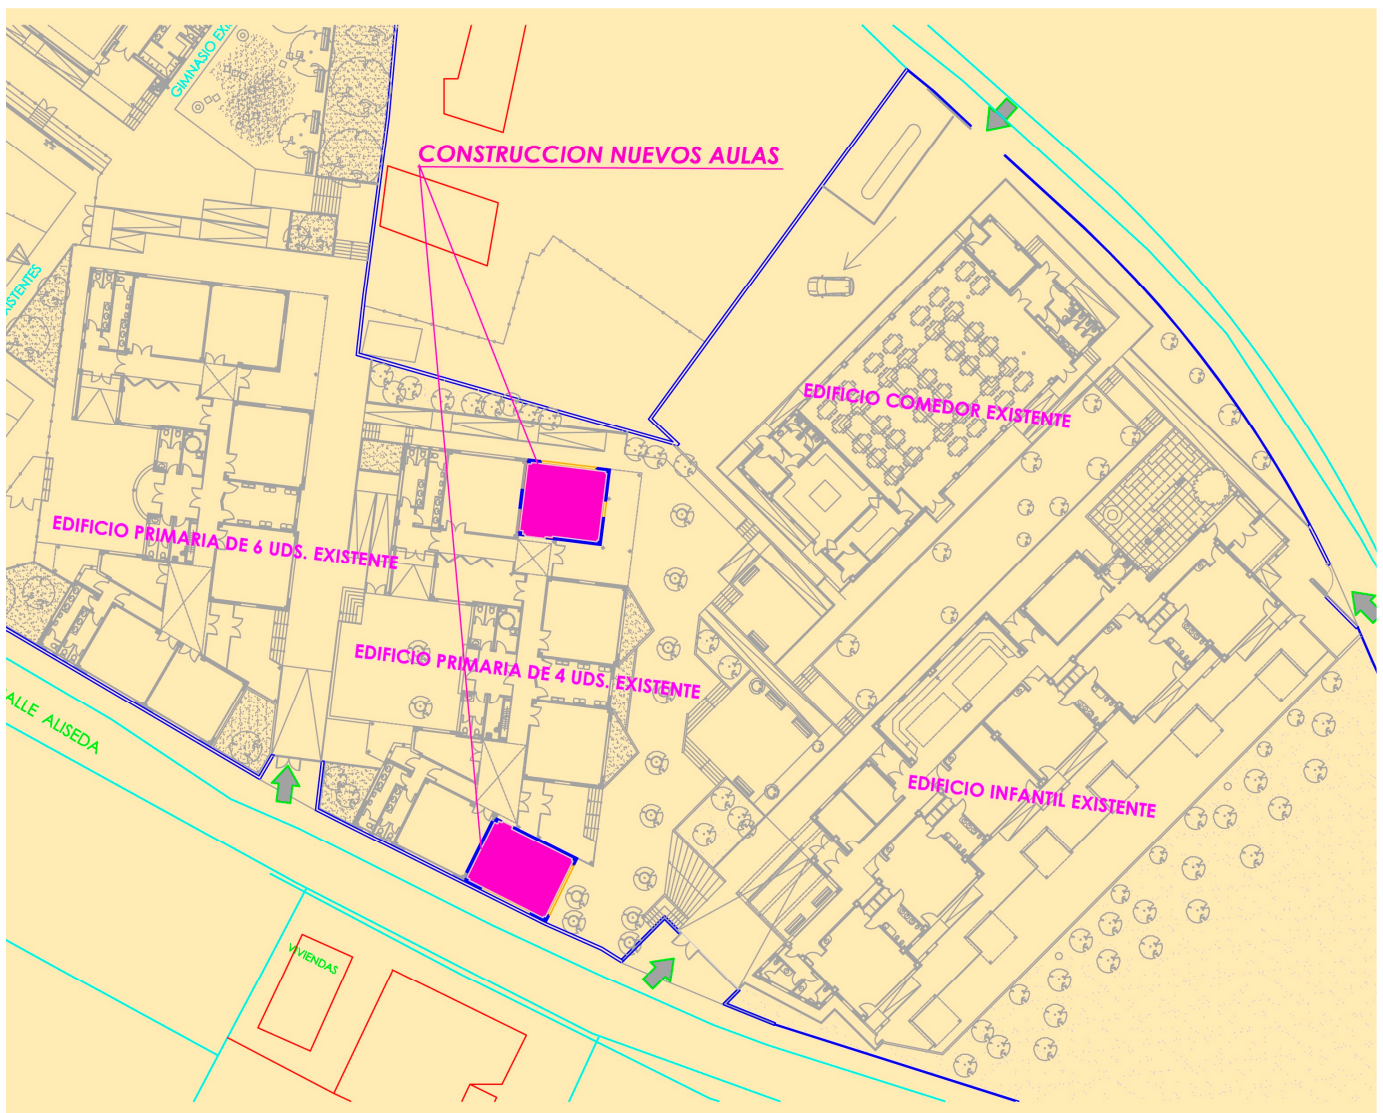 GIMNASIO
CONSTRUCCION NUEVOS AULAS
EDIFICIO COMEDOR EXISTENTE
EDIFICIO PRIMARIA DE 6 UDS. EXISTENTE
EDIFICIO PRIMARIA DE 4 UDS. EXISTENTE
ALLE ALISEDA
EDIFICIO INFANTIL EXISTENTE
VIVIENDAS